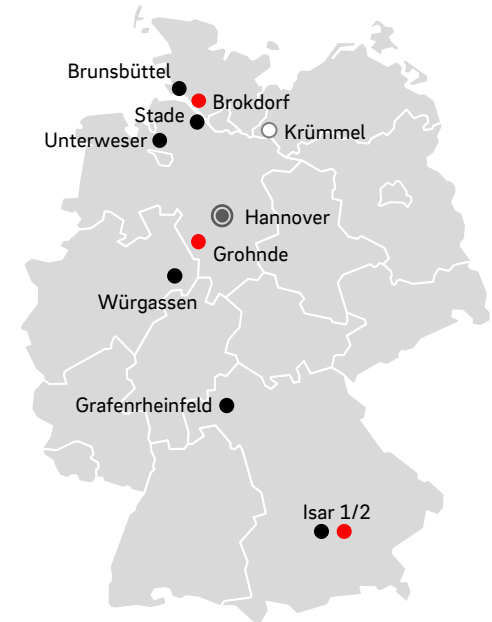 Brunsbüttel
Brokdorf
Stade
Krümmel
Unterweser
Hannover
Grohnde
Würgassen
Grafenrheinfeld
Isar 1/2